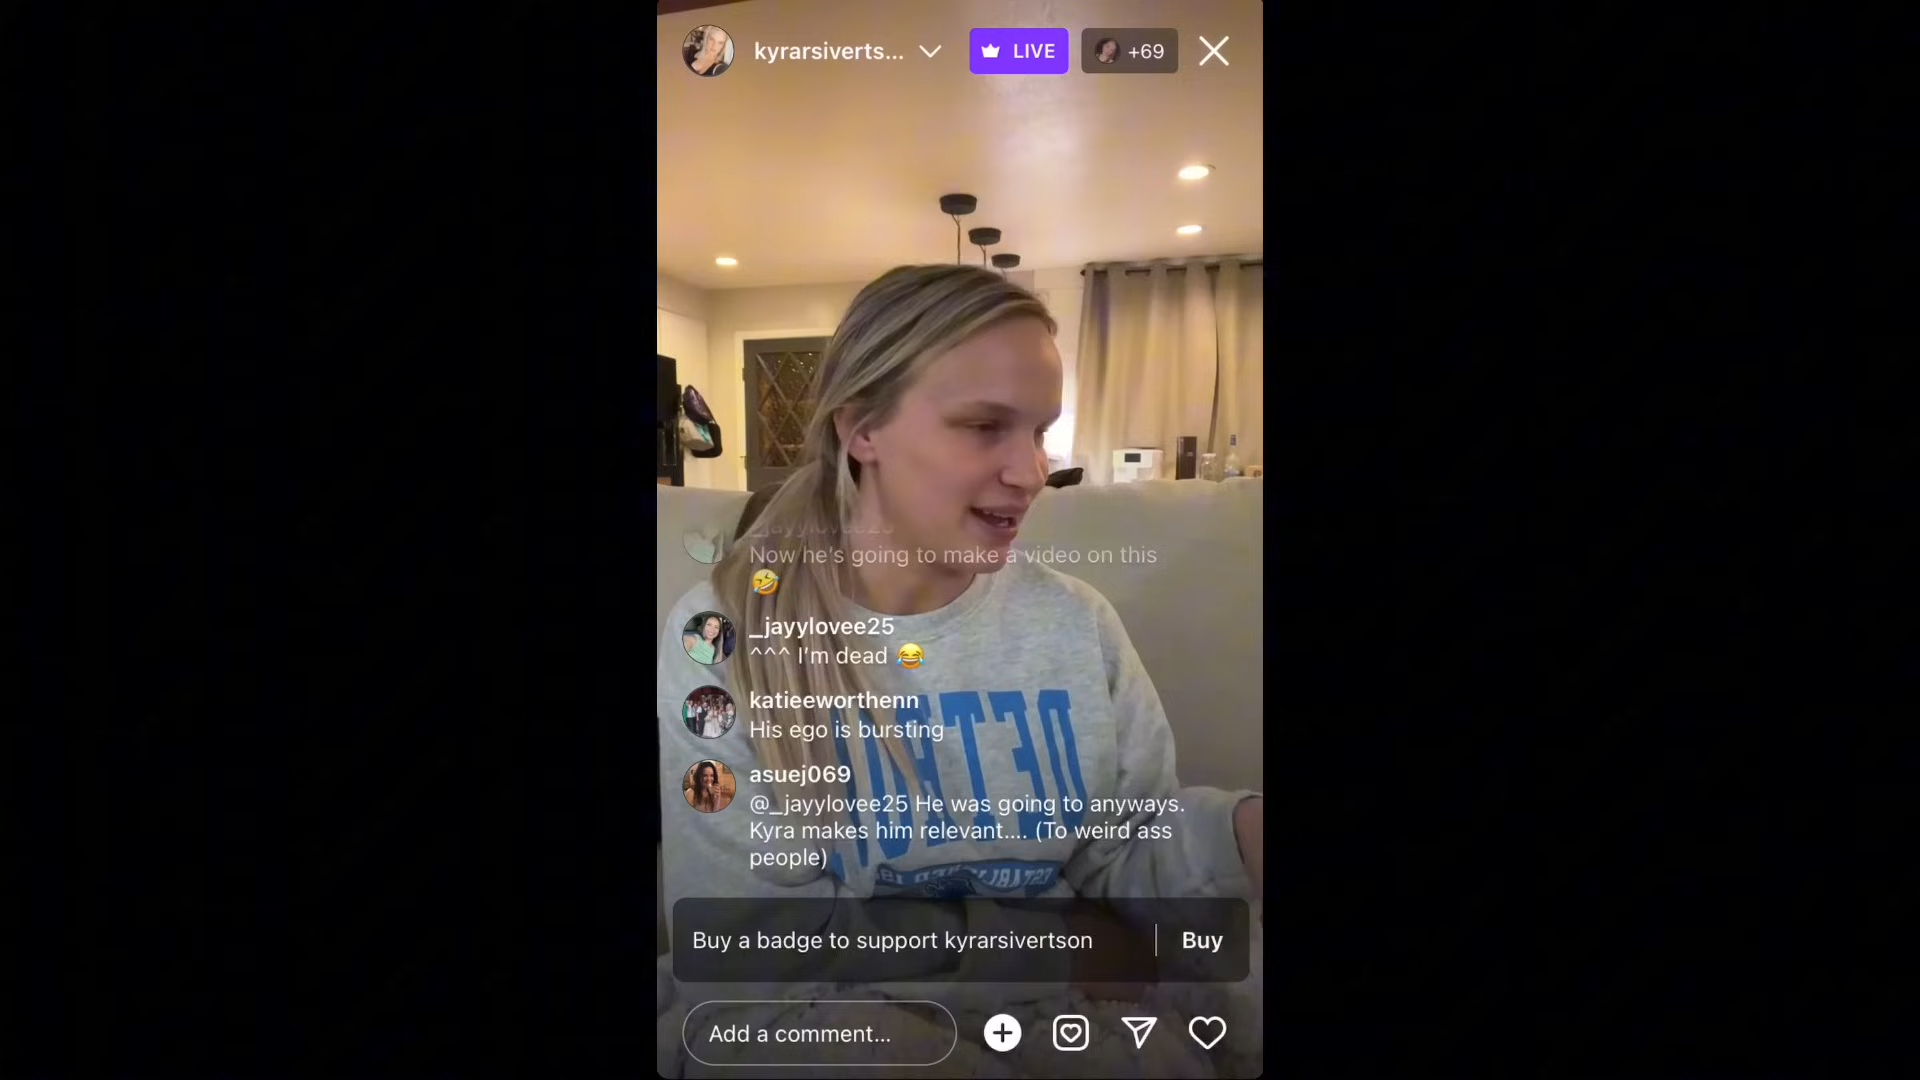 kyrarsiverts...
LIVE
+69
_jayylovee25
Now he's going to make a video on this
🤣
_jayylovee25
^^^ I'm dead 😂
katieeworthenn
His ego is bursting
asuej069
@_jayylovee25 He was going to anyways.
Kyra makes him relevant.... (To weird ass
people)
DETRO
Buy a badge to support kyrarsivertson
Buy
Add a comment...